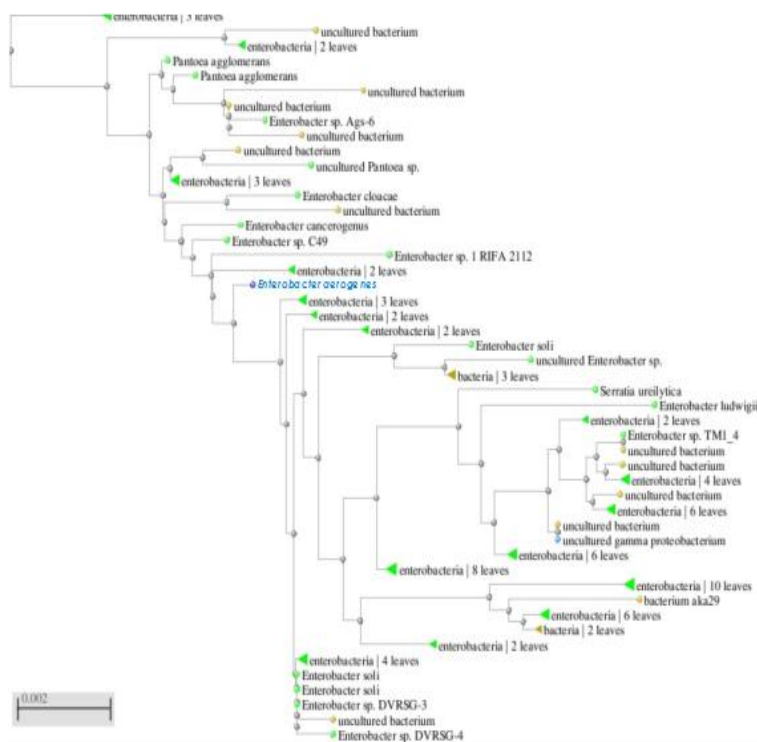 enterobacteria | 3 leaves
uncultured bacterium
enterobacteria | 2 leaves
Pantoea agglomerans
Pantoea agglomerans
uncultured bacterium
uncultured bacterium
Enterobacter sp. Ags-6
uncultured bacterium
uncultured bacterium
uncultured Pantoea sp.
enterobacteria | 3 leaves
Enterobacter cloacae
uncultured bacterium
Enterobacter cancerogenus
Enterobacter sp. C49
Enterobacter sp. 1 RIFA 2112
enterobacteria | 2 leaves
Enterobacter aerogenes
enterobacteria | 3 leaves
enterobacteria | 2 leaves
enterobacteria | 2 leaves
Enterobacter soli
uncultured Enterobacter sp.
bacteria | 3 leaves
Serratia ureilytica
Enterobacter ludwigii
enterobacteria | 2 leaves
Enterobacter sp. TM1_4
uncultured bacterium
uncultured bacterium
enterobacteria | 4 leaves
uncultured bacterium
enterobacteria | 6 leaves
uncultured bacterium
uncultured gamma proteobacterium
enterobacteria | 6 leaves
enterobacteria | 8 leaves
enterobacteria | 10 leaves
bacterium aka29
enterobacteria | 6 leaves
bacteria | 2 leaves
enterobacteria | 2 leaves
enterobacteria | 4 leaves
Enterobacter soli
Enterobacter soli
Enterobacter sp. DVRSG-3
uncultured bacterium
Enterobacter sp. DVRSG-4
0.002